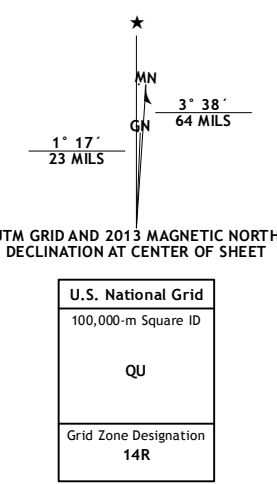 ★
MN
3° 38´
64 MILS
GN
1° 17´
23 MILS
UTM GRID AND 2013 MAGNETIC NORTH
DECLINATION AT CENTER OF SHEET
U.S. National Grid
100,000-m Square ID
QU
Grid Zone Designation
14R